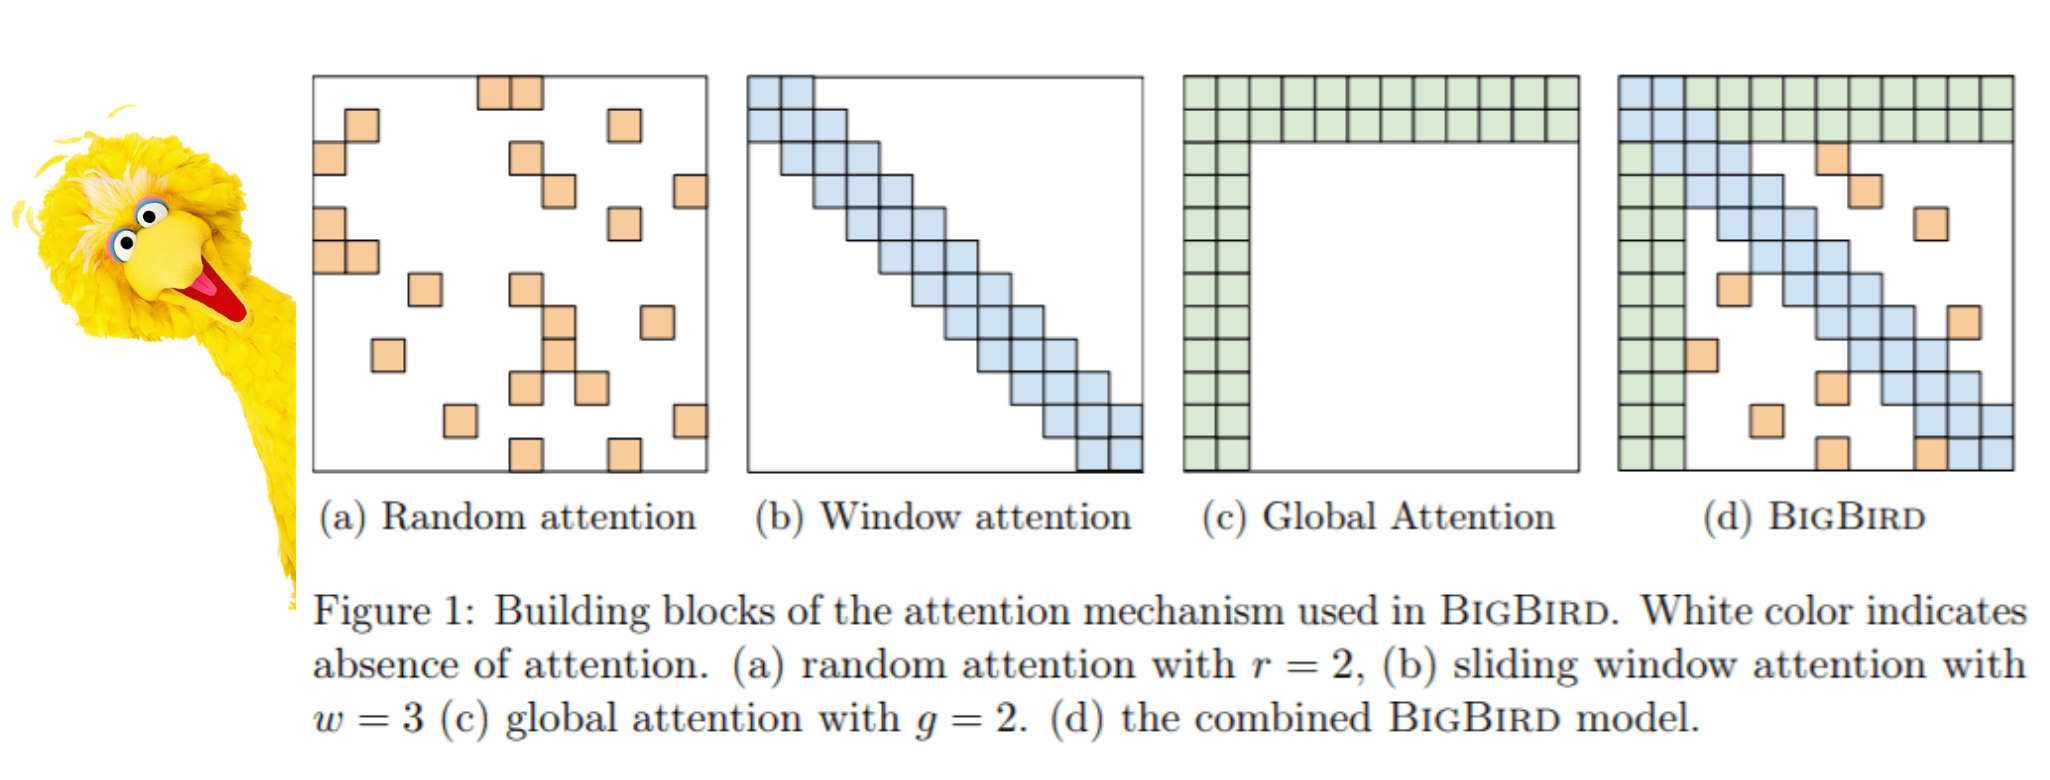 (a) Random attention
(b) Window attention
(c) Global Attention
(d) BIGBIRD
Figure 1: Building blocks of the attention mechanism used in BIGBIRD. White color indicates
absence of attention. (a) random attention with r = 2, (b) sliding window attention with
w = 3 (c) global attention with g = 2. (d) the combined BIGBIRD model.